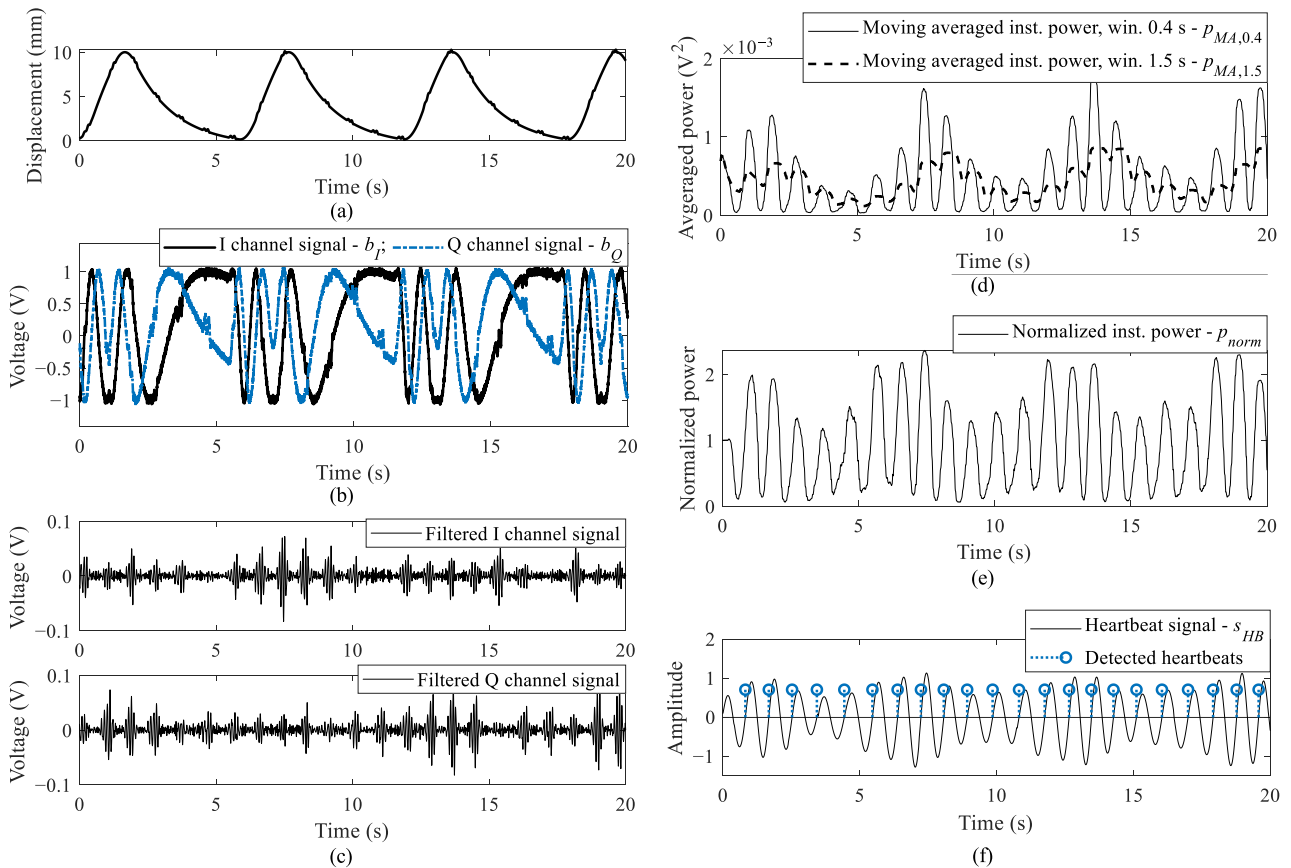 Displacement (mm)
10
5
0
0 5 10 15 20
Time (s)
(a)
I channel signal - b_I; Q channel signal - b_Q
Voltage (V)
1
0.5
0
−0.5
−1
0 5 10 15 20
Time (s)
(b)
Filtered I channel signal
Voltage (V)
0.1
0
−0.1
0 5 10 15 20
Filtered Q channel signal
Voltage (V)
0.1
0
−0.1
0 5 10 15 20
Time (s)
(c)
Moving averaged inst. power, win. 0.4 s - p_MA,0.4
Moving averaged inst. power, win. 1.5 s - p_MA,1.5
×10⁻³
Avgeraged power (V²)
2
1
0
0 5 10 15 20
Time (s)
(d)
Normalized inst. power - p_norm
Normalized power
2
1
0
0 5 10 15 20
Time (s)
(e)
Heartbeat signal - s_HB
Detected heartbeats
Amplitude
2
1
0
−1
0 5 10 15 20
Time (s)
(f)